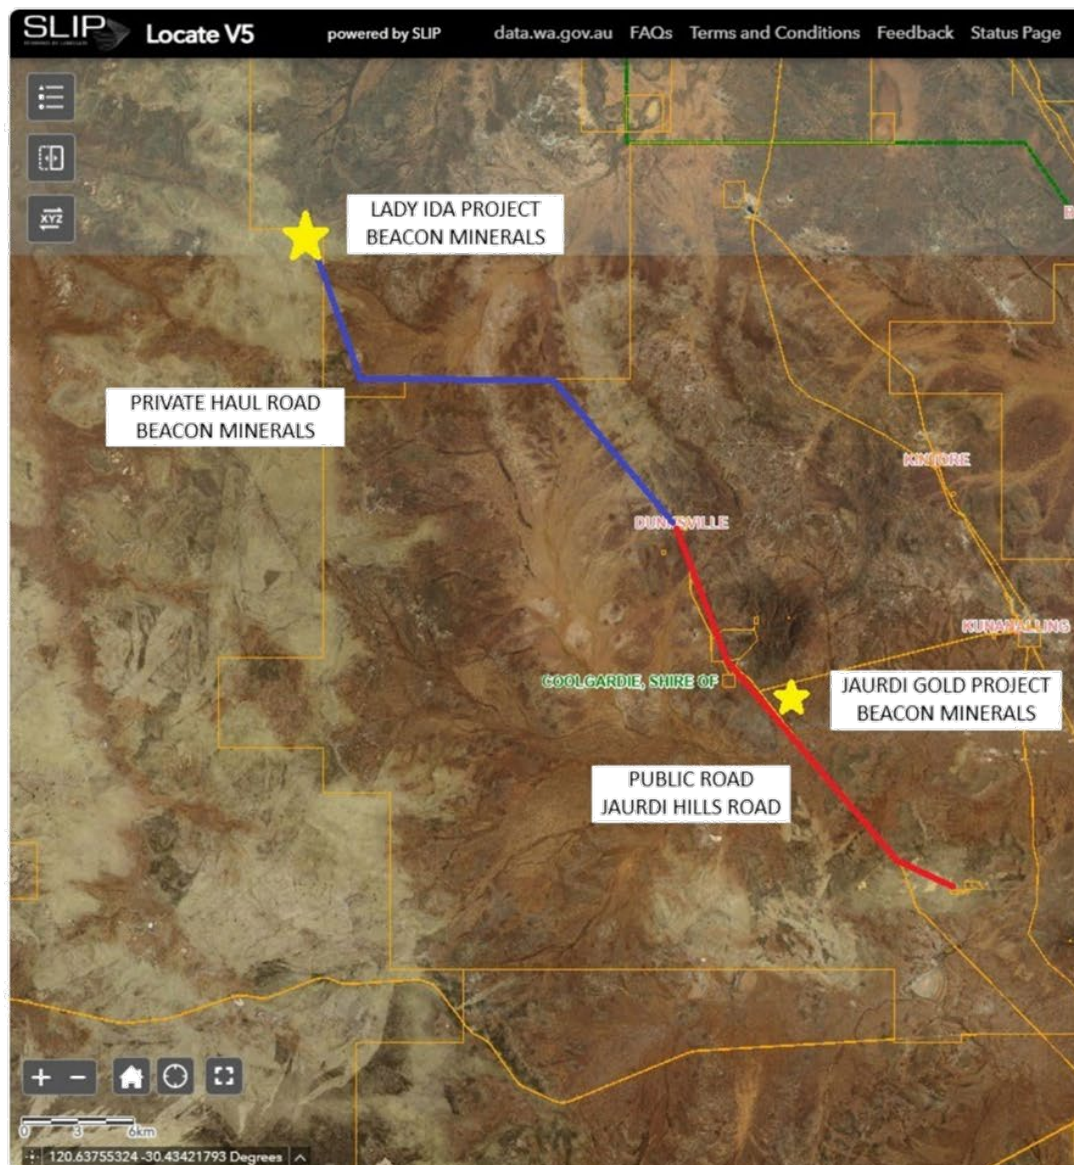 SLIP
Locate V5
powered by SLIP
data.wa.gov.au
FAQs
Terms and Conditions
Feedback
Status Page
XYZ
LADY IDA PROJECT
BEACON MINERALS
PRIVATE HAUL ROAD
BEACON MINERALS
KINTORE
KUNANALLING
COOLGARDIE, SHIRE OF
JAURDI GOLD PROJECT
BEACON MINERALS
PUBLIC ROAD
JAURDI HILLS ROAD
0 3 6km
120.63755324 -30.43421793 Degrees